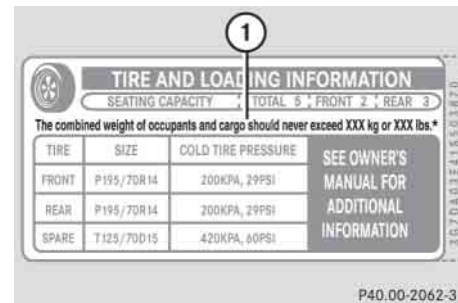 1
TIRE AND LOADING INFORMATION
SEATING CAPACITY TOTAL 5 FRONT 2 REAR 3
The combined weight of occupants and cargo should never exceed XXX kg or XXX lbs.*
TIRE SIZE COLD TIRE PRESSURE
FRONT P195/70R14 200KPA, 29PSI
REAR P195/70R14 200KPA, 29PSI
SPARE T125/70D15 420KPA, 60PSI
SEE OWNER'S
MANUAL FOR
ADDITIONAL
INFORMATION
P40.00-2062-3